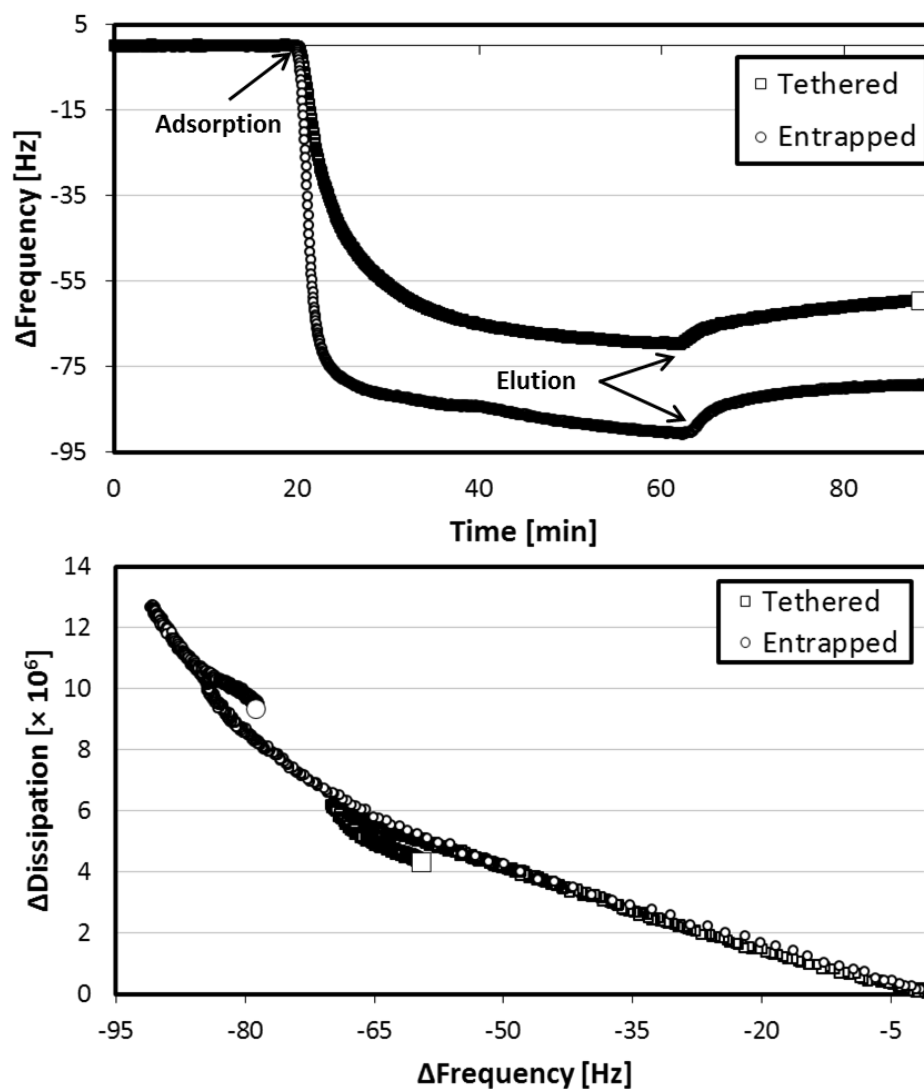 5
-15
-35
-55
-75
-95
ΔFrequency [Hz]
Adsorption
Elution
□ Tethered
○ Entrapped
0 20 40 60 80
Time [min]
14
12
10
8
6
4
2
0
ΔDissipation [× 10⁶]
□ Tethered
○ Entrapped
-95 -80 -65 -50 -35 -20 -5
ΔFrequency [Hz]